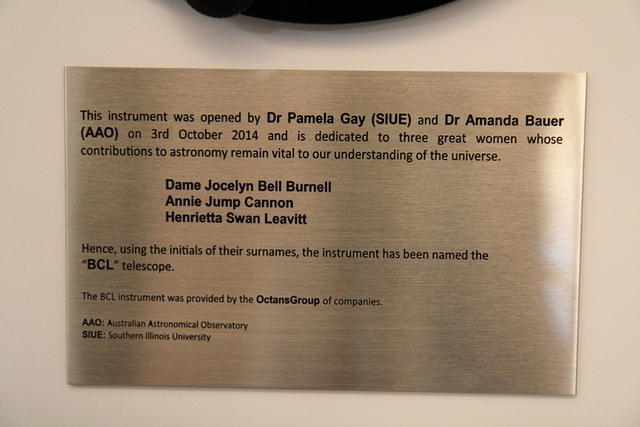 This instrument was opened by Dr Pamela Gay (SIUE) and Dr Amanda Bauer
(AAO) on 3rd October 2014 and is dedicated to three great women whose
contributions to astronomy remain vital to our understanding of the universe.
Dame Jocelyn Bell Burnell
Annie Jump Cannon
Henrietta Swan Leavitt
Hence, using the initials of their surnames, the instrument has been named the
“BCL” telescope.
The BCL instrument was provided by the OctansGroup of companies.
AAO: Australian Astronomical Observatory
SIUE: Southern Illinois University